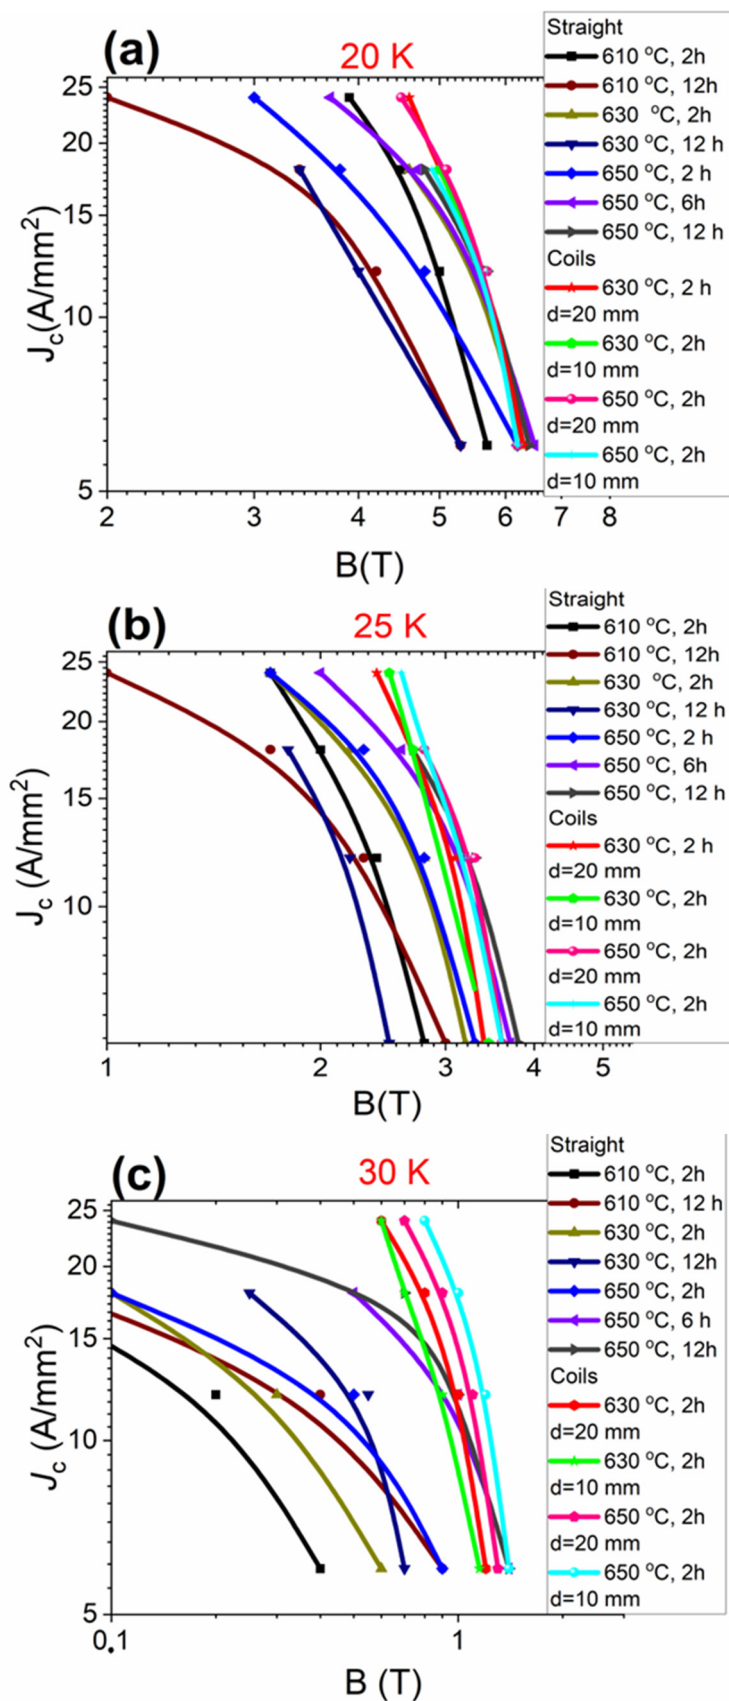 (a)
20 K
Straight
610 °C, 2h
610 °C, 12h
630 °C, 2h
630 °C, 12 h
650 °C, 2 h
650 °C, 6h
650 °C, 12 h
Coils
630 °C, 2 h
d=20 mm
630 °C, 2h
d=10 mm
650 °C, 2h
d=20 mm
650 °C, 2h
d=10 mm
25
20
15
10
5
Jc(A/mm²)
2 3 4 5 6 7 8
B(T)
(b)
25 K
Straight
610 °C, 2h
610 °C, 12h
630 °C, 2h
630 °C, 12 h
650 °C, 2 h
650 °C, 6h
650 °C, 12 h
Coils
630 °C, 2 h
d=20 mm
630 °C, 2h
d=10 mm
650 °C, 2h
d=20 mm
650 °C, 2h
d=10 mm
25
20
15
10
Jc (A/mm²)
1 2 3 4 5
B(T)
(c)
30 K
Straight
610 °C, 2h
610 °C, 12 h
630 °C, 2h
630 °C, 12h
650 °C, 2h
650 °C, 6 h
650 °C, 12h
Coils
630 °C, 2h
d=20 mm
630 °C, 2h
d=10 mm
650 °C, 2h
d=20 mm
650 °C, 2h
d=10 mm
25
20
15
10
5
Jc (A/mm²)
0.1 1
B (T)